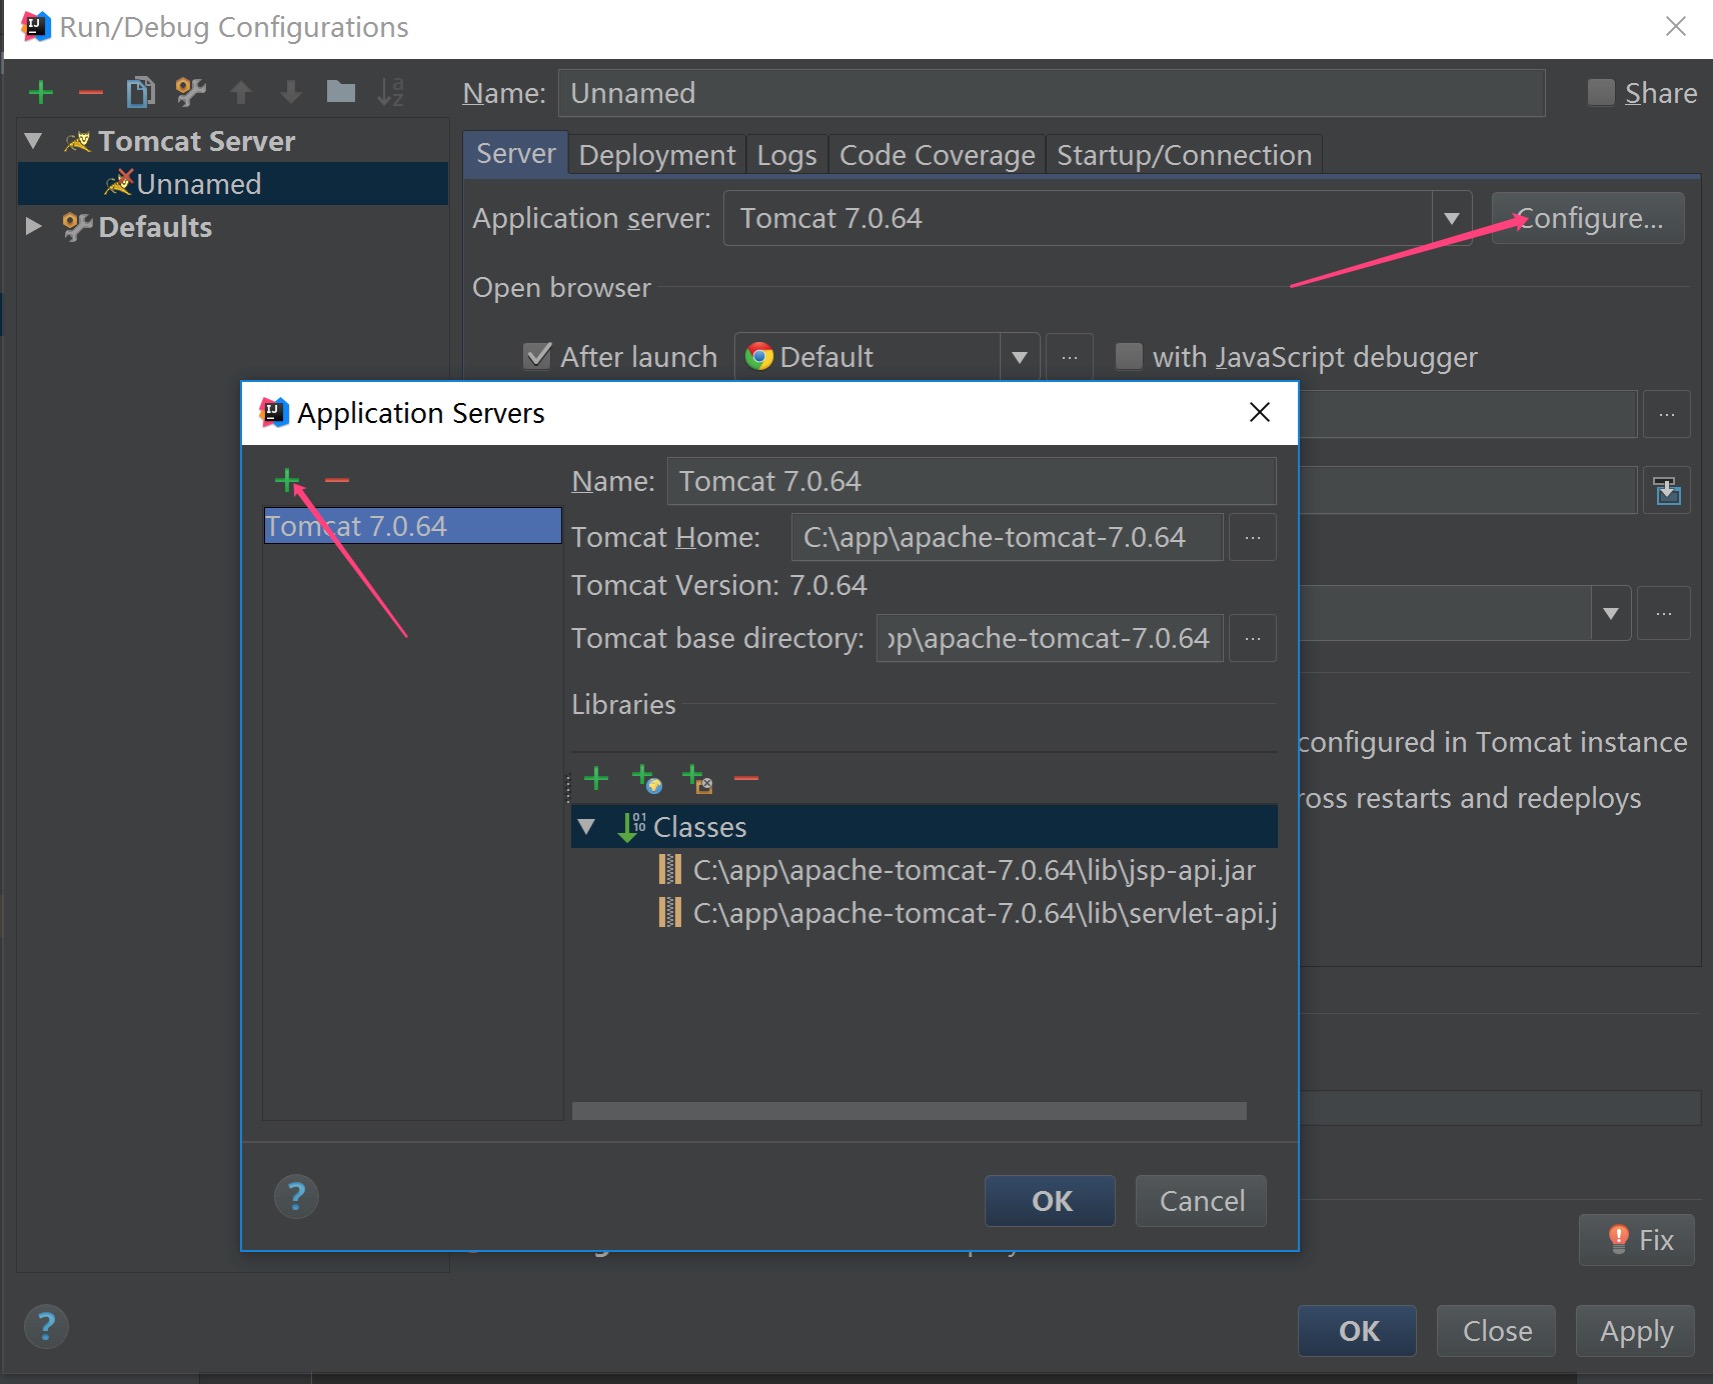 Run/Debug Configurations
Name: Unnamed
Share
Tomcat Server
Unnamed
Defaults
Server
Deployment
Logs
Code Coverage
Startup/Connection
Application server: Tomcat 7.0.64
Configure...
Open browser
After launch
Default
...
with JavaScript debugger
...
...
configured in Tomcat instance
ross restarts and redeploys
Application Servers
Tomcat 7.0.64
Name: Tomcat 7.0.64
Tomcat Home: C:\app\apache-tomcat-7.0.64
...
Tomcat Version: 7.0.64
Tomcat base directory: pp\apache-tomcat-7.0.64
...
Libraries
Classes
C:\app\apache-tomcat-7.0.64\lib\jsp-api.jar
C:\app\apache-tomcat-7.0.64\lib\servlet-api.j
?
OK
Cancel
Fix
?
OK
Close
Apply